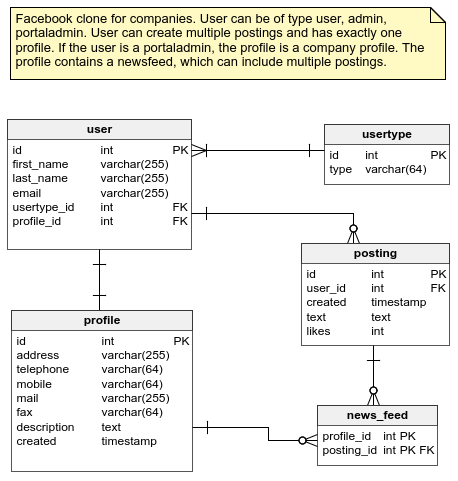 Facebook clone for companies. User can be of type user, admin,
portaladmin. User can create multiple postings and has exactly one
profile. If the user is a portaladmin, the profile is a company profile. The
profile contains a newsfeed, which can include multiple postings.
user
id int PK
first_name varchar(255)
last_name varchar(255)
email varchar(255)
usertype_id int FK
profile_id int FK
usertype
id int PK
type varchar(64)
posting
id int PK
user_id int FK
created timestamp
text text
likes int
profile
id int PK
address varchar(255)
telephone varchar(64)
mobile varchar(64)
mail varchar(255)
fax varchar(64)
description text
created timestamp
news_feed
profile_id int PK
posting_id int PK FK